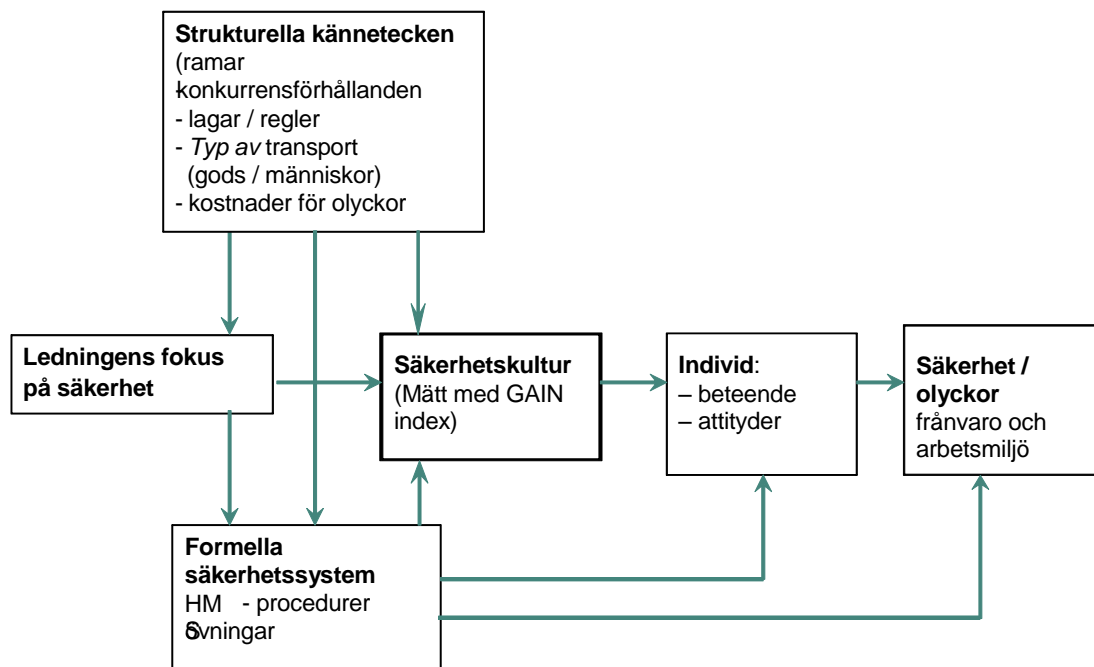 Strukturella kännetecken
(ramar
-konkurrensförhållanden
- lagar / regler
- Typ av transport
(gods / människor)
- kostnader för olyckor
Ledningens fokus
på säkerhet
Säkerhetskultur
(Mätt med GAIN
index)
Individ:
– beteende
– attityder
Säkerhet /
olyckor
frånvaro och
arbetsmiljö
Formella
säkerhetssystem
HM - procedurer
S
övningar